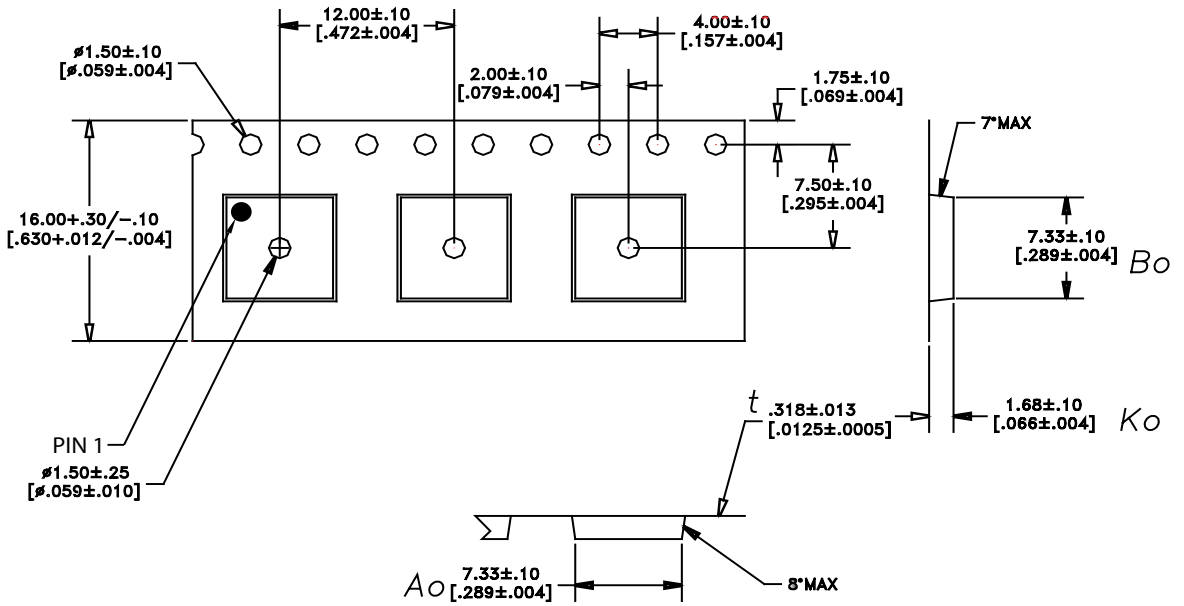 12.00±.10
[.472±.004]
4.00±.10
[.157±.004]
ø1.50±.10
[ø.059±.004]
2.00±.10
[.079±.004]
1.75±.10
[.069±.004]
7°MAX
7.50±.10
[.295±.004]
16.00+.30/-.10
[.630+.012/-.004]
7.33±.10
[.289±.004]
Bo
t
.318±.013
[.0125±.0005]
1.68±.10
[.066±.004]
Ko
PIN 1
ø1.50±.25
[ø.059±.010]
Ao
7.33±.10
[.289±.004]
8°MAX